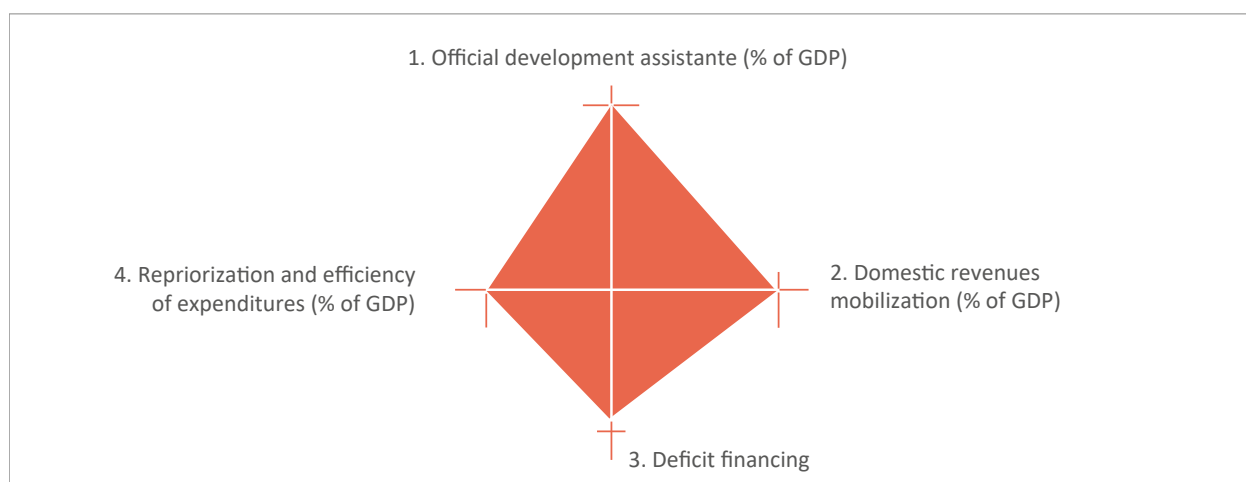 1. Official development assistante (% of GDP)
4. Repriorization and efficiency
of expenditures (% of GDP)
2. Domestic revenues
mobilization (% of GDP)
3. Deficit financing